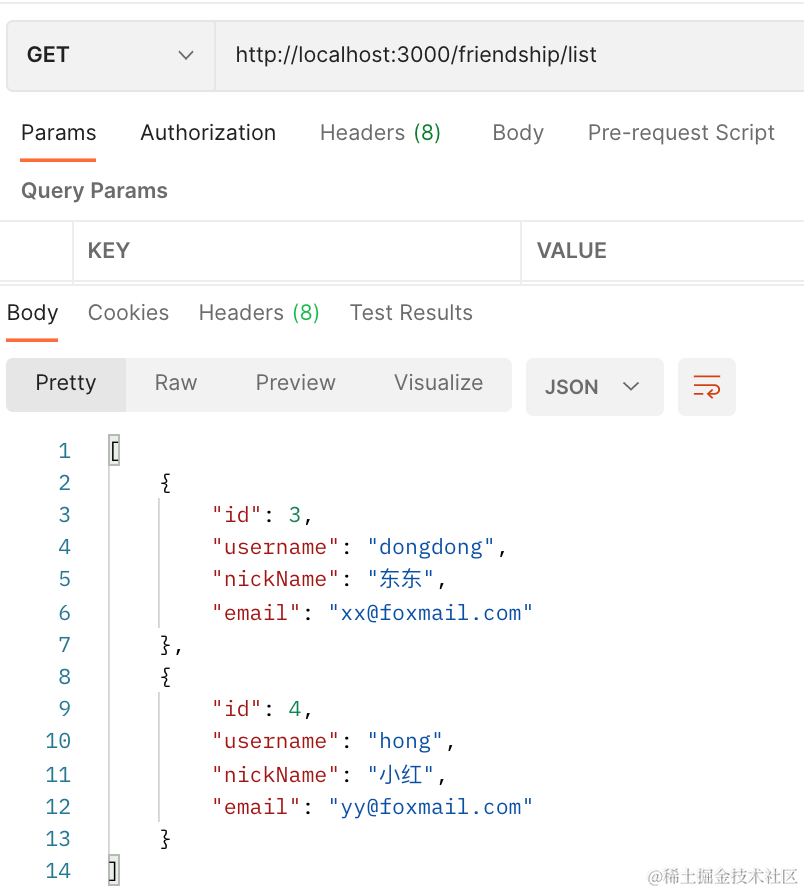 GET http://localhost:3000/friendship/list
Params Authorization Headers (8) Body Pre-request Script
Query Params
KEY VALUE
Body Cookies Headers (8) Test Results
Pretty Raw Preview Visualize JSON
1 [
2 {
3 "id": 3,
4 "username": "dongdong",
5 "nickName": "东东",
6 "email": "xx@foxmail.com"
7 },
8 {
9 "id": 4,
10 "username": "hong",
11 "nickName": "小红",
12 "email": "yy@foxmail.com"
13 }
14 ]
@稀土掘金技术社区